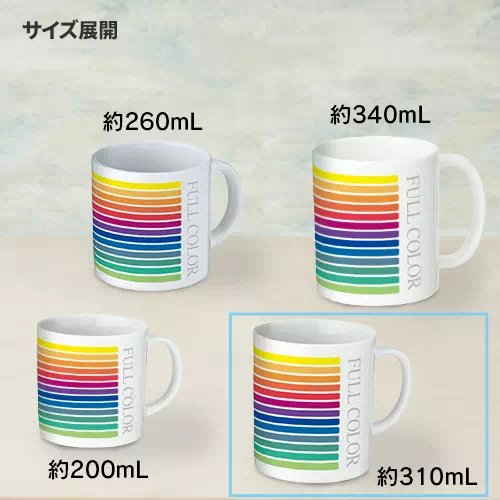 サイズ展開
約260mL
約340mL
FULL COLOR
FULL COLOR
FULL COLOR
FULL COLOR
約200mL
約310mL